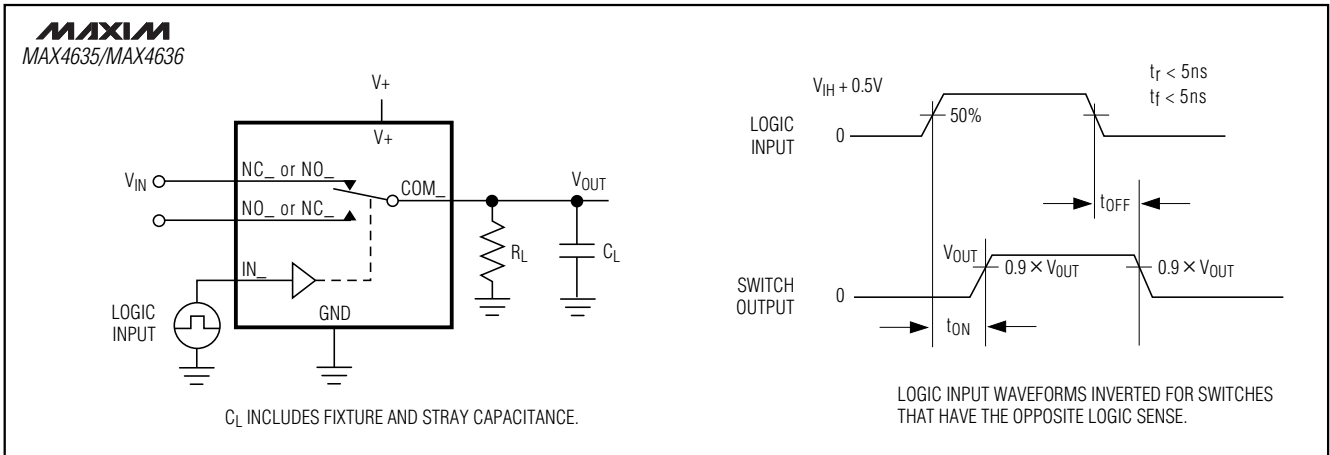 MAXIM
MAX4635/MAX4636
V+
V+
V_IN
NC_ or NO_
COM_
V_OUT
NO_ or NC_
R_L
C_L
IN_
LOGIC
INPUT
GND
C_L INCLUDES FIXTURE AND STRAY CAPACITANCE.
V_IH + 0.5V
t_r < 5ns
t_f < 5ns
LOGIC
INPUT
0
50%
t_OFF
V_OUT
0.9 × V_OUT
0.9 × V_OUT
SWITCH
OUTPUT
0
t_ON
LOGIC INPUT WAVEFORMS INVERTED FOR SWITCHES
THAT HAVE THE OPPOSITE LOGIC SENSE.